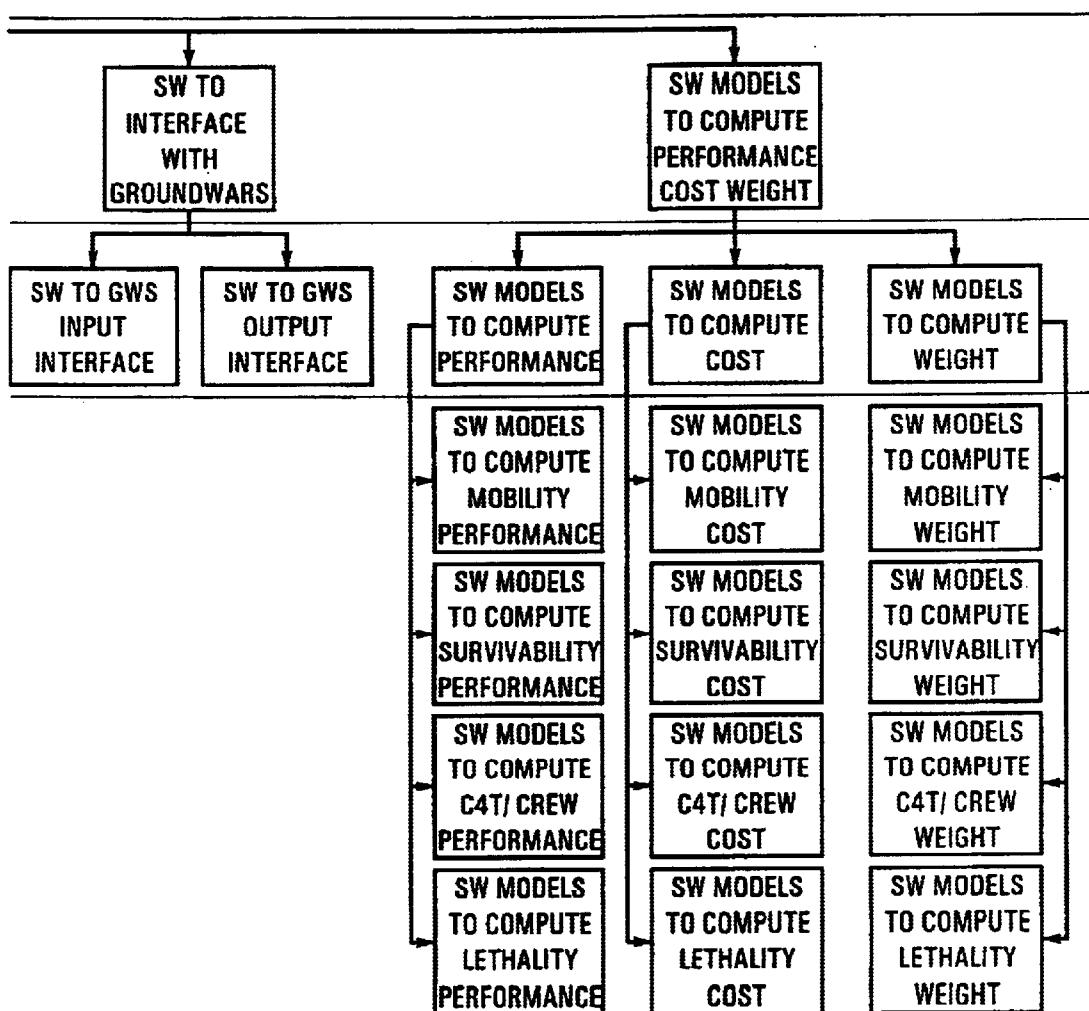 SW TO
INTERFACE
WITH
GROUNDWARS
SW MODELS
TO COMPUTE
PERFORMANCE
COST WEIGHT
SW TO GWS
INPUT
INTERFACE
SW TO GWS
OUTPUT
INTERFACE
SW MODELS
TO COMPUTE
PERFORMANCE
SW MODELS
TO COMPUTE
COST
SW MODELS
TO COMPUTE
WEIGHT
SW MODELS
TO COMPUTE
MOBILITY
PERFORMANCE
SW MODELS
TO COMPUTE
MOBILITY
COST
SW MODELS
TO COMPUTE
MOBILITY
WEIGHT
SW MODELS
TO COMPUTE
SURVIVABILITY
PERFORMANCE
SW MODELS
TO COMPUTE
SURVIVABILITY
COST
SW MODELS
TO COMPUTE
SURVIVABILITY
WEIGHT
SW MODELS
TO COMPUTE
C4T/ CREW
PERFORMANCE
SW MODELS
TO COMPUTE
C4T/ CREW
COST
SW MODELS
TO COMPUTE
C4T/ CREW
WEIGHT
SW MODELS
TO COMPUTE
LETHALITY
PERFORMANCE
SW MODELS
TO COMPUTE
LETHALITY
COST
SW MODELS
TO COMPUTE
LETHALITY
WEIGHT